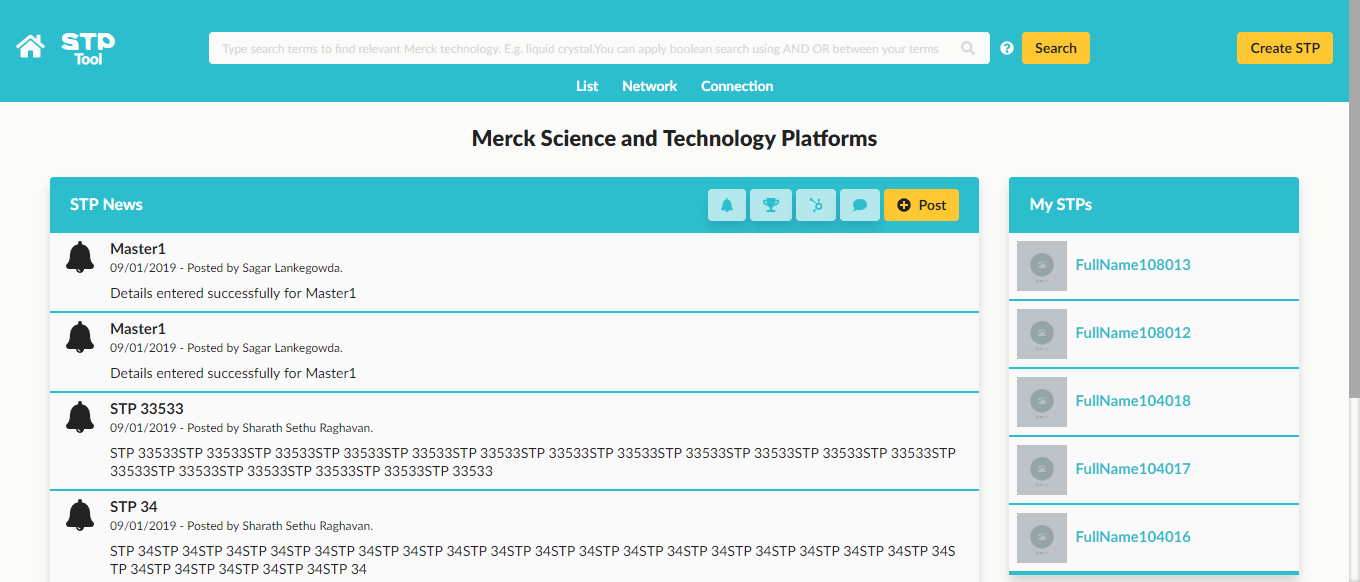 STP
Tool
Type search terms to find relevant Merck technology. E.g. liquid crystal.You can apply boolean search using AND OR between your terms
?
Search
Create STP
List
Network
Connection
Merck Science and Technology Platforms
STP News
Post
Master1
09/01/2019 - Posted by Sagar Lankegowda.
Details entered successfully for Master1
Master1
09/01/2019 - Posted by Sagar Lankegowda.
Details entered successfully for Master1
STP 33533
09/01/2019 - Posted by Sharath Sethu Raghavan.
STP 33533STP 33533STP 33533STP 33533STP 33533STP 33533STP 33533STP 33533STP 33533STP 33533STP 33533STP 33533STP
33533STP 33533STP 33533STP 33533STP 33533STP 33533
STP 34
09/01/2019 - Posted by Sharath Sethu Raghavan.
STP 34STP 34STP 34STP 34STP 34STP 34STP 34STP 34STP 34STP 34STP 34STP 34STP 34STP 34STP 34STP 34STP 34STP 34STP 34S
TP 34STP 34STP 34STP 34STP 34STP 34
My STPs
FullName108013
FullName108012
FullName104018
FullName104017
FullName104016